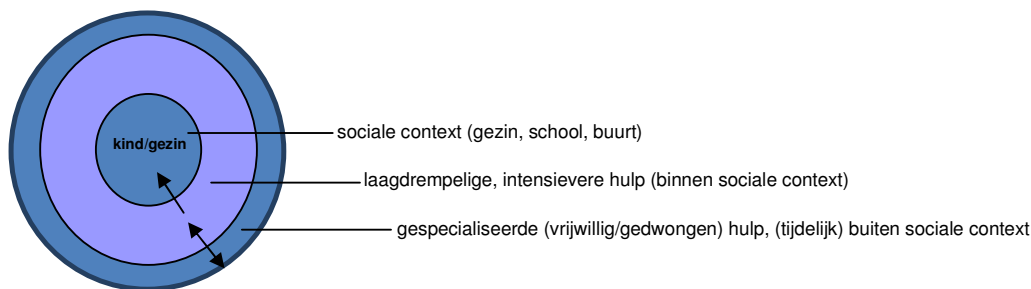 sociale context (gezin, school, buurt)
kind/gezin
laagdrempelige, intensievere hulp (binnen sociale context)
gespecialiseerde (vrijwillig/gedwongen) hulp, (tijdelijk) buiten sociale context